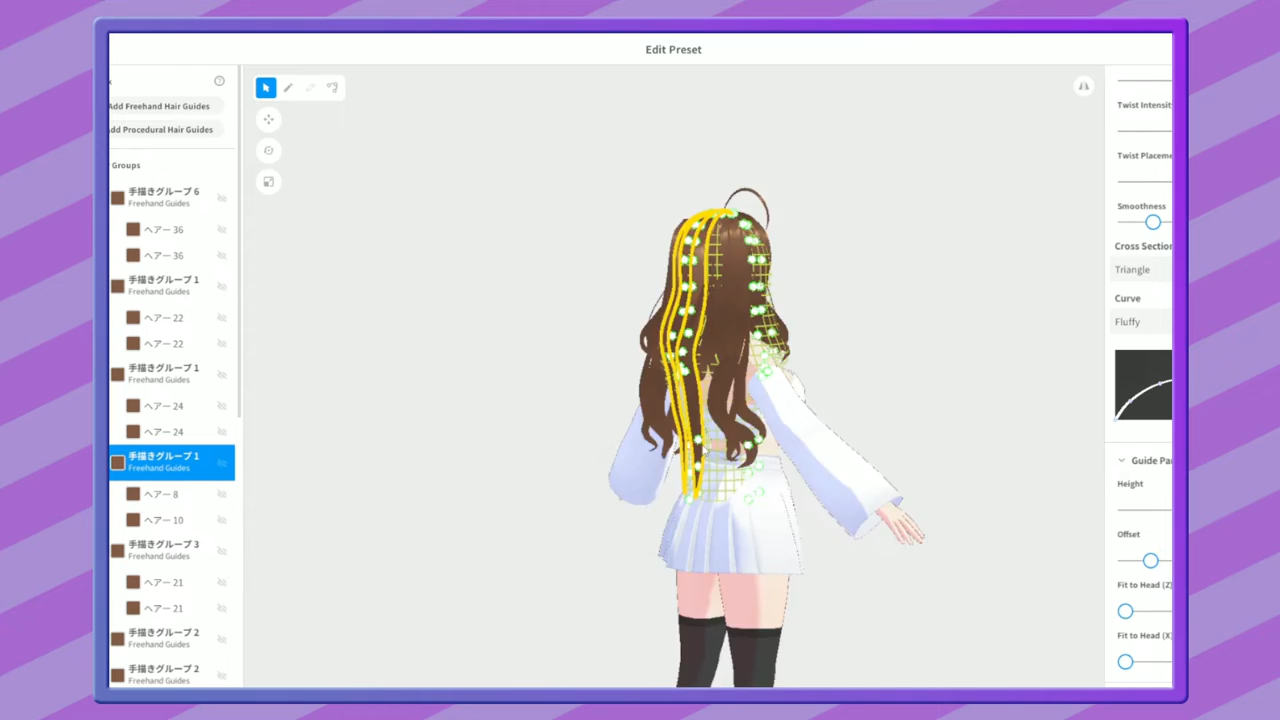 Edit Preset
Add Freehand Hair Guides
Add Procedural Hair Guides
Groups
手描きグループ 6
Freehand Guides
ヘアー 36
ヘアー 36
手描きグループ 1
Freehand Guides
ヘアー 22
ヘアー 22
手描きグループ 1
Freehand Guides
ヘアー 24
ヘアー 24
手描きグループ 1
Freehand Guides
ヘアー 8
ヘアー 10
手描きグループ 3
Freehand Guides
ヘアー 21
ヘアー 21
手描きグループ 2
Freehand Guides
手描きグループ 2
Freehand Guides
Twist Intensit
Twist Placeme
Smoothness
Cross Section
Triangle
Curve
Fluffy
Guide Par
Height
Offset
Fit to Head (Z)
Fit to Head (X)